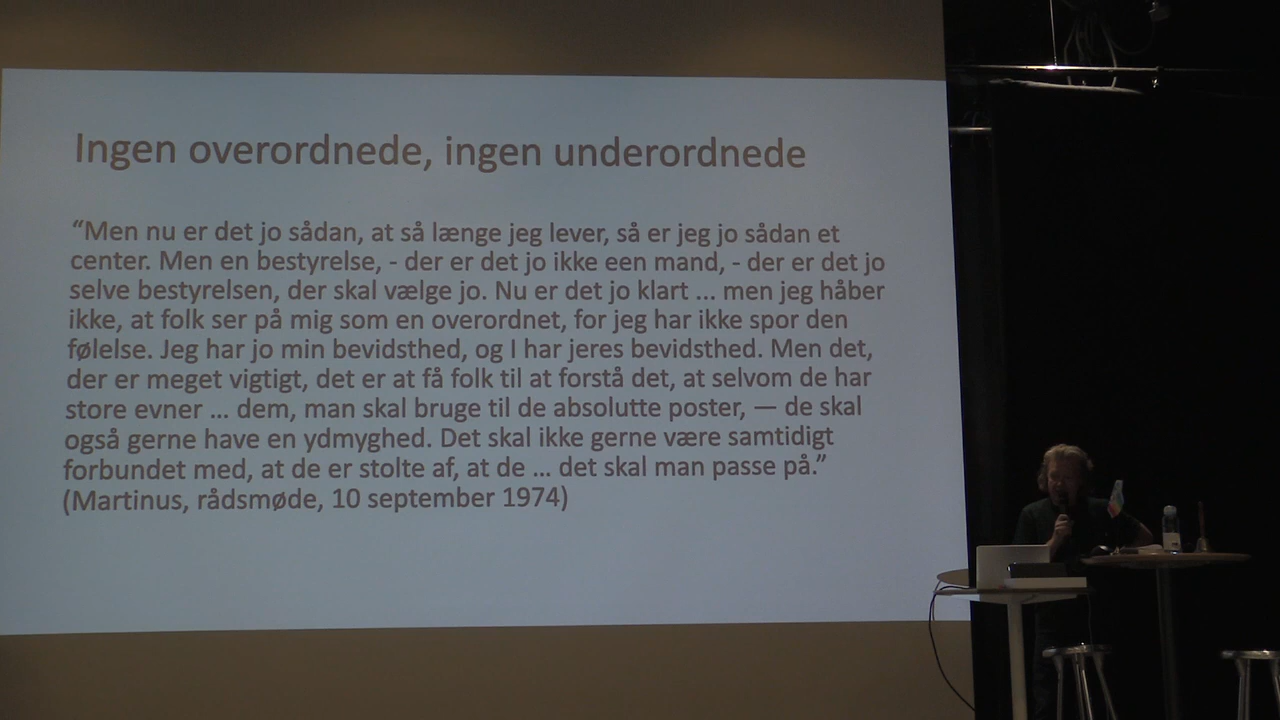 Ingen overordnede, ingen underordnede
“Men nu er det jo sådan, at så længe jeg lever, så er jeg jo sådan et
center. Men en bestyrelse, - der er det jo ikke een mand, - der er det jo
selve bestyrelsen, der skal vælge jo. Nu er det jo klart ... men jeg håber
ikke, at folk ser på mig som en overordnet, for jeg har ikke spor den
følelse. Jeg har jo min bevidsthed, og I har jeres bevidsthed. Men det,
der er meget vigtigt, det er at få folk til at forstå det, at selvom de har
store evner ... dem, man skal bruge til de absolutte poster, — de skal
også gerne have en ydmyghed. Det skal ikke gerne være samtidigt
forbundet med, at de er stolte af, at de ... det skal man passe på.”
(Martinus, rådsmøde, 10 september 1974)